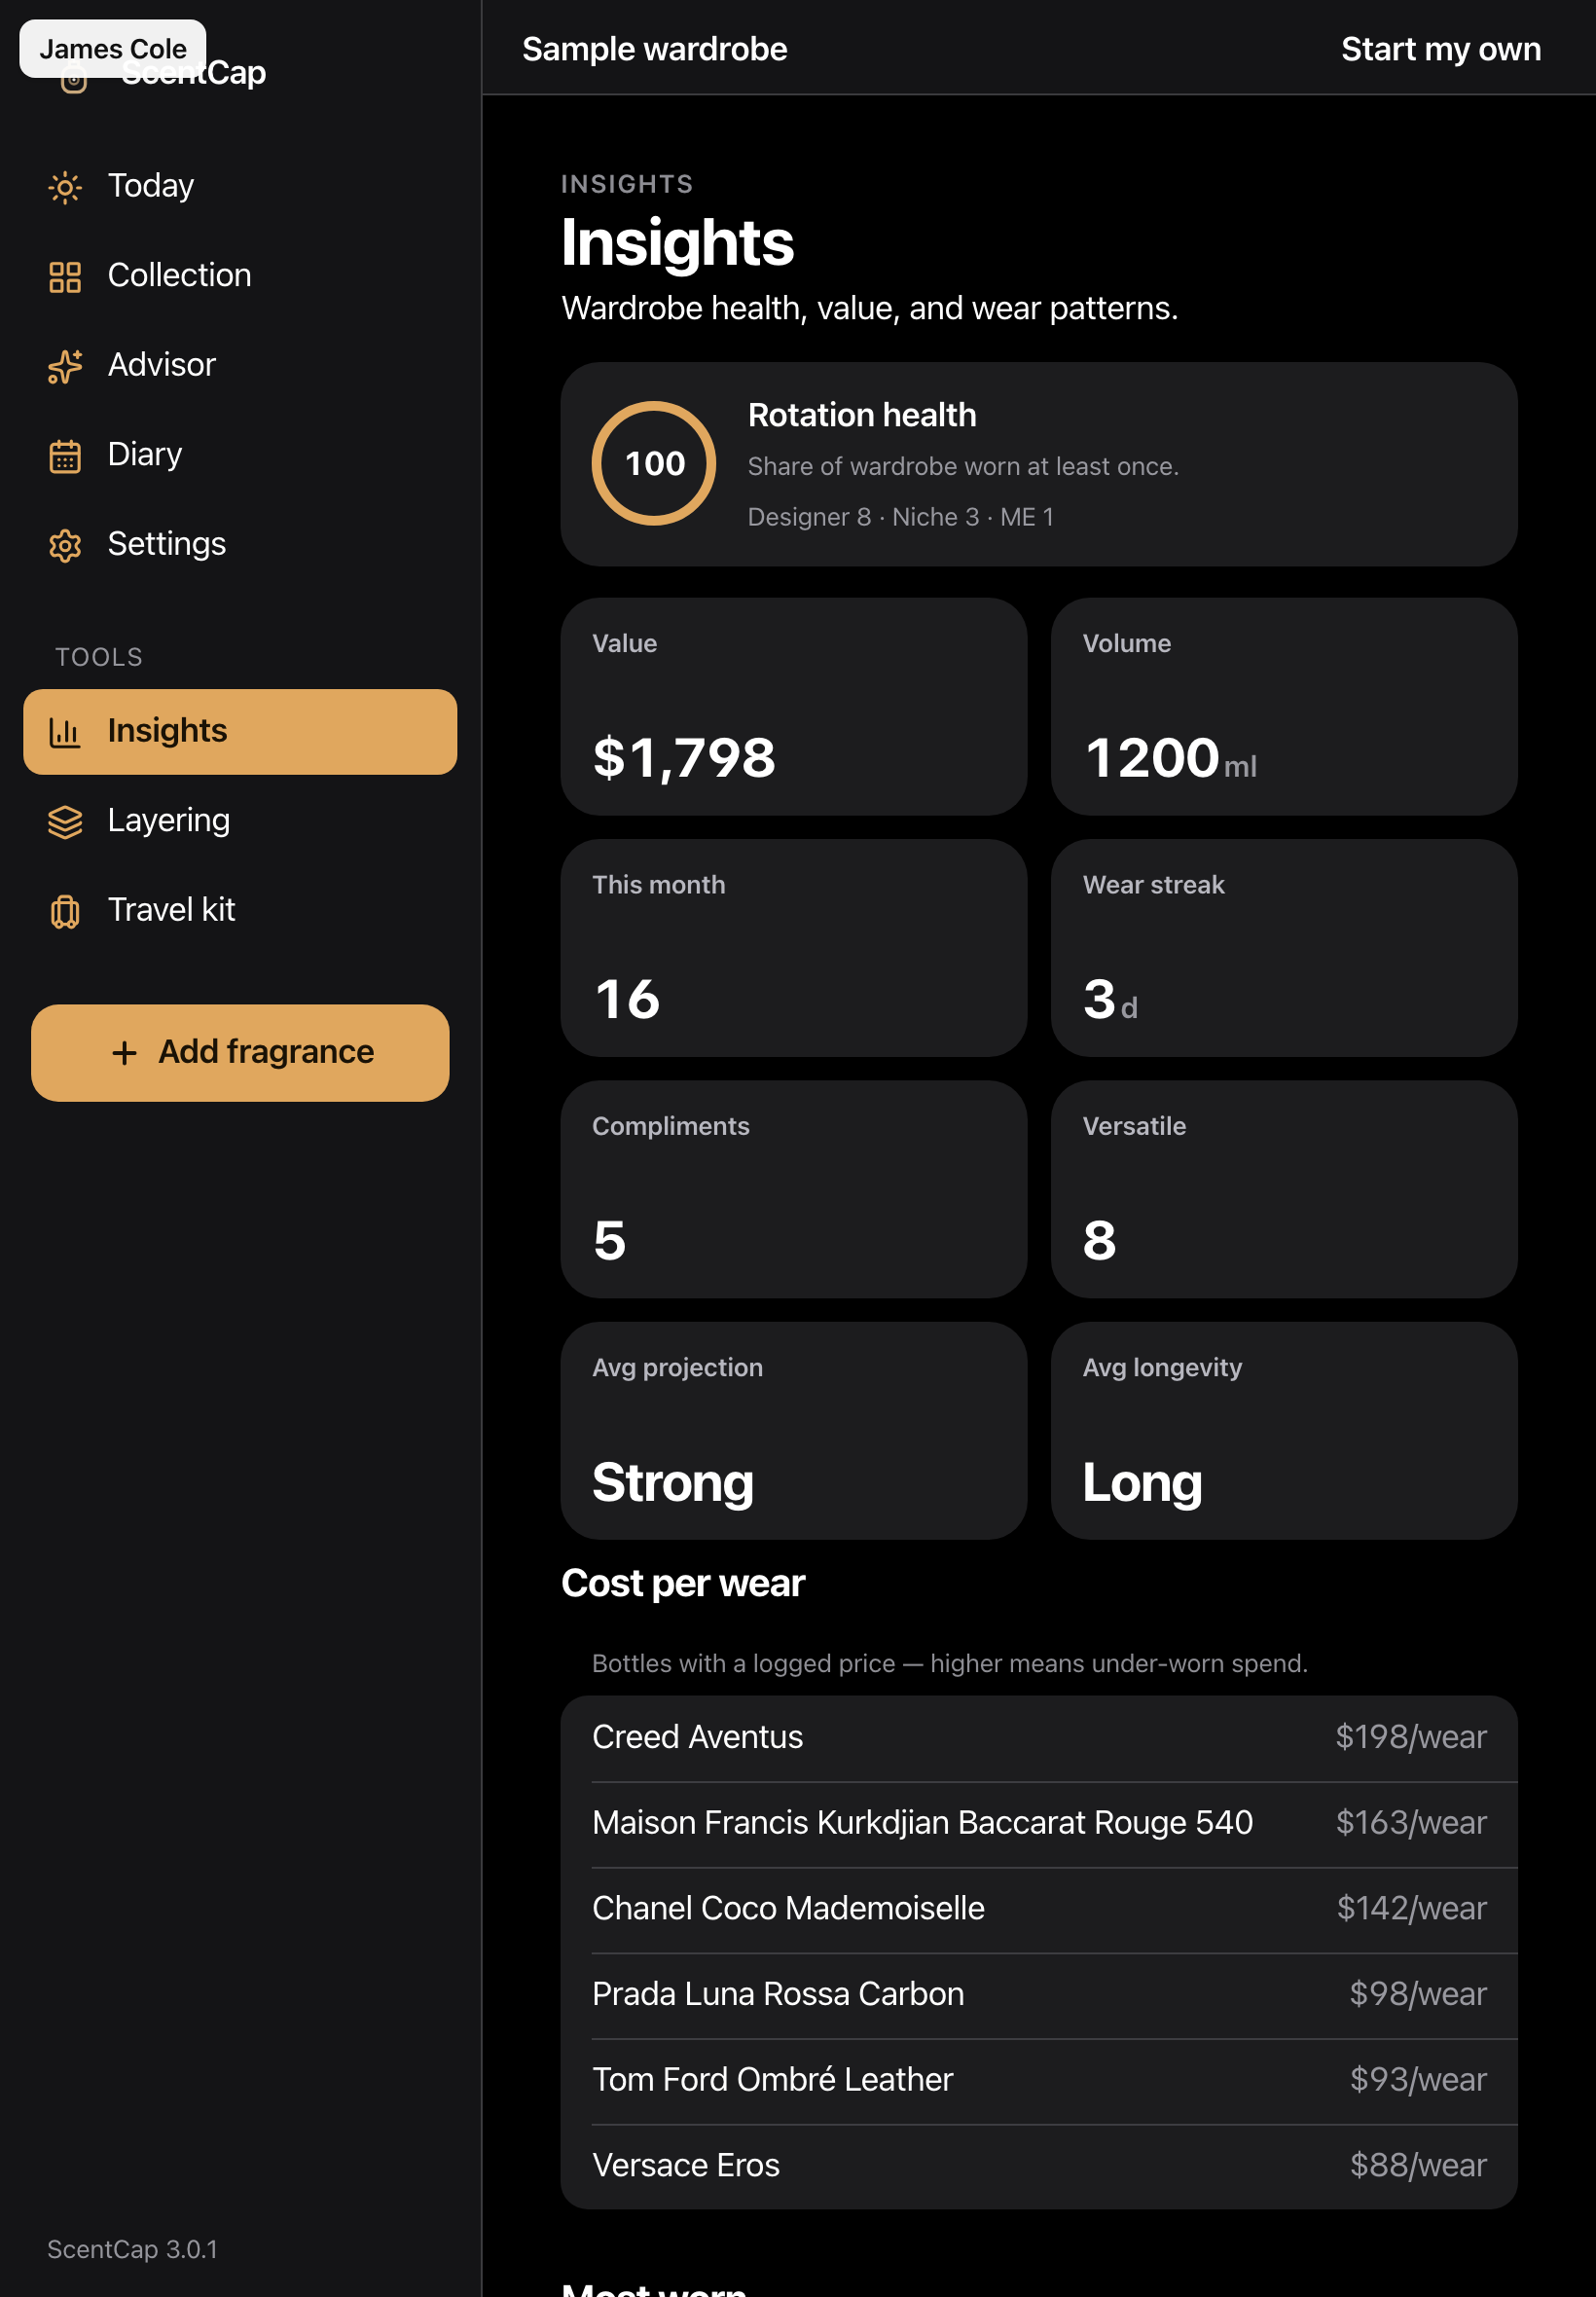 James Cole
ScentCap
Today
Collection
Advisor
Diary
Settings
TOOLS
Insights
Layering
Travel kit
+ Add fragrance
ScentCap 3.0.1
Sample wardrobe
Start my own
INSIGHTS
Insights
Wardrobe health, value, and wear patterns.
100
Rotation health
Share of wardrobe worn at least once.
Designer 8 · Niche 3 · ME 1
Value
$1,798
Volume
1200 ml
This month
16
Wear streak
3 d
Compliments
5
Versatile
8
Avg projection
Strong
Avg longevity
Long
Cost per wear
Bottles with a logged price — higher means under-worn spend.
Creed Aventus $198/wear
Maison Francis Kurkdjian Baccarat Rouge 540 $163/wear
Chanel Coco Mademoiselle $142/wear
Prada Luna Rossa Carbon $98/wear
Tom Ford Ombré Leather $93/wear
Versace Eros $88/wear
Most worn